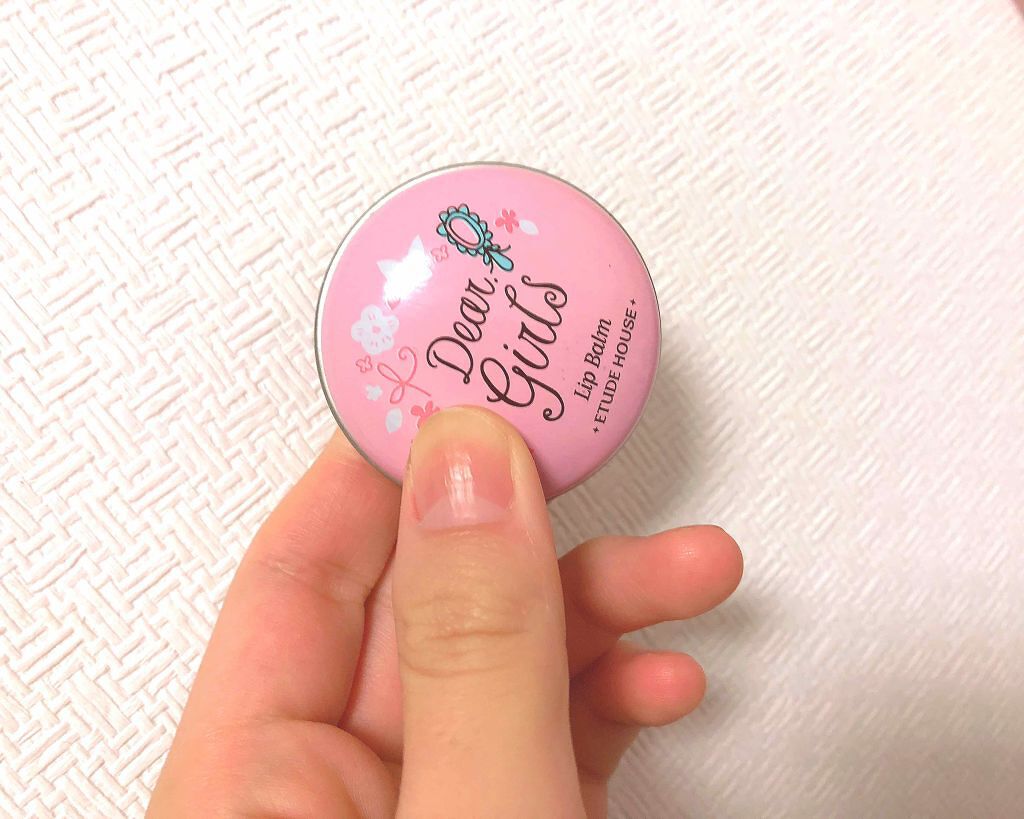 Dear.
Girls
Lip Balm
ETUDE HOUSE